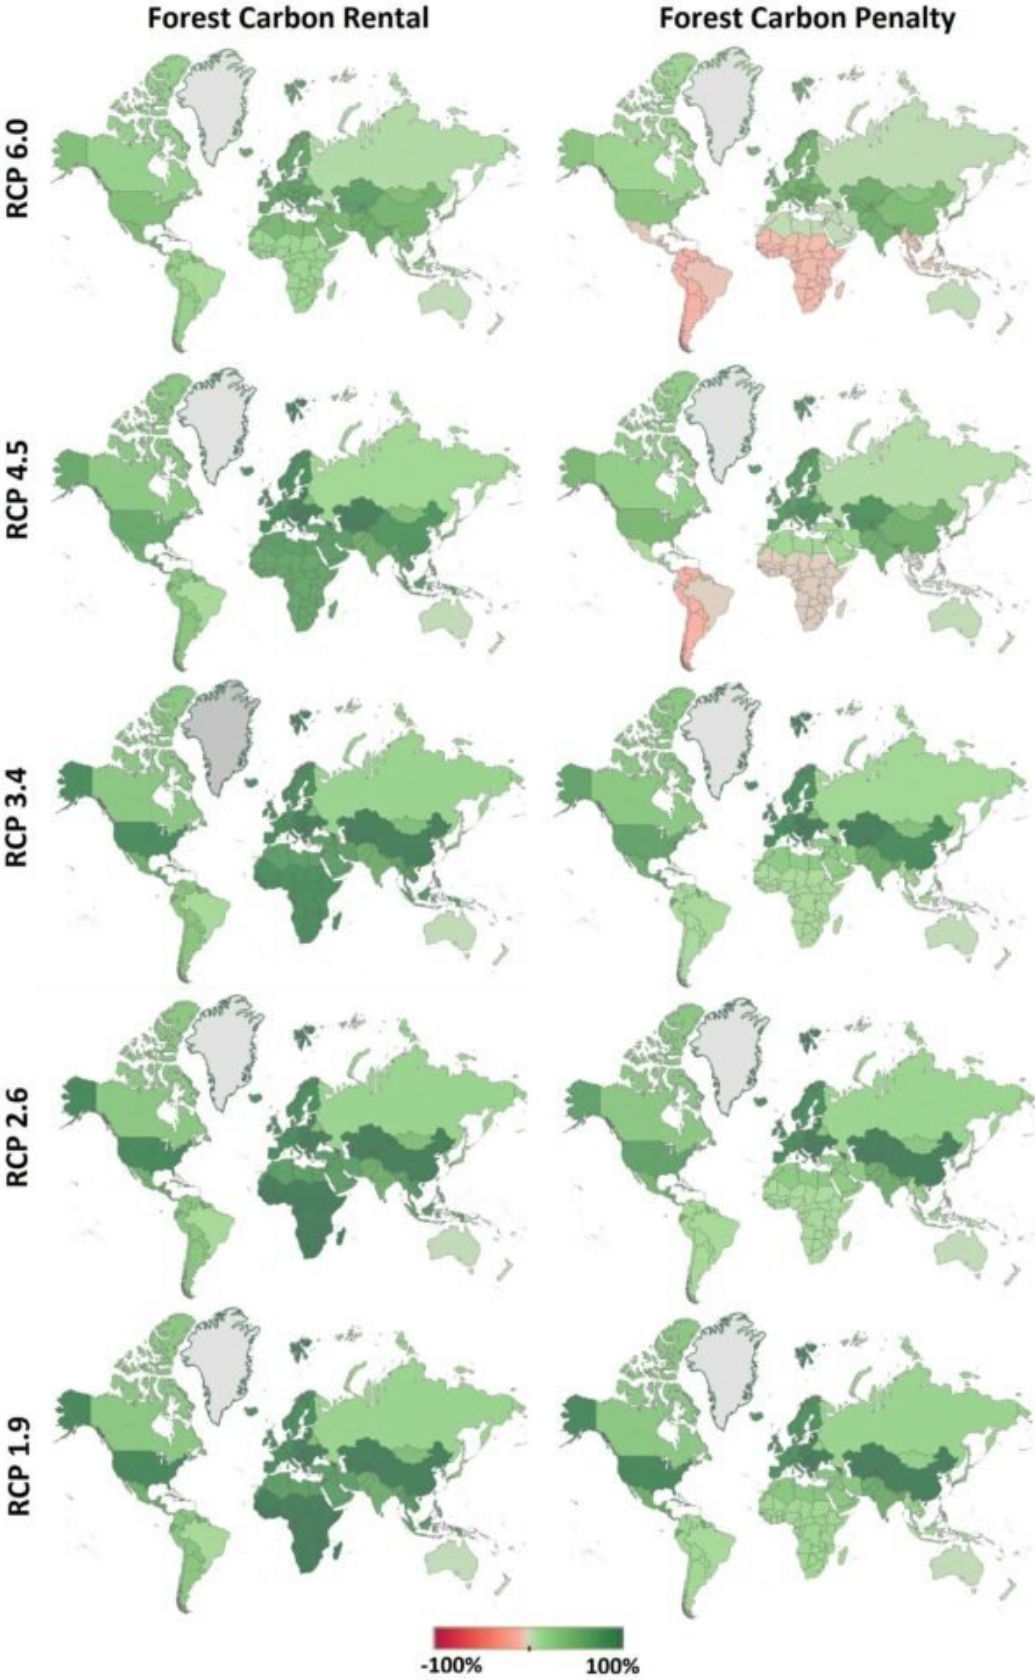 Forest Carbon Rental
Forest Carbon Penalty
RCP 6.0
RCP 4.5
RCP 3.4
RCP 2.6
RCP 1.9
-100%
100%